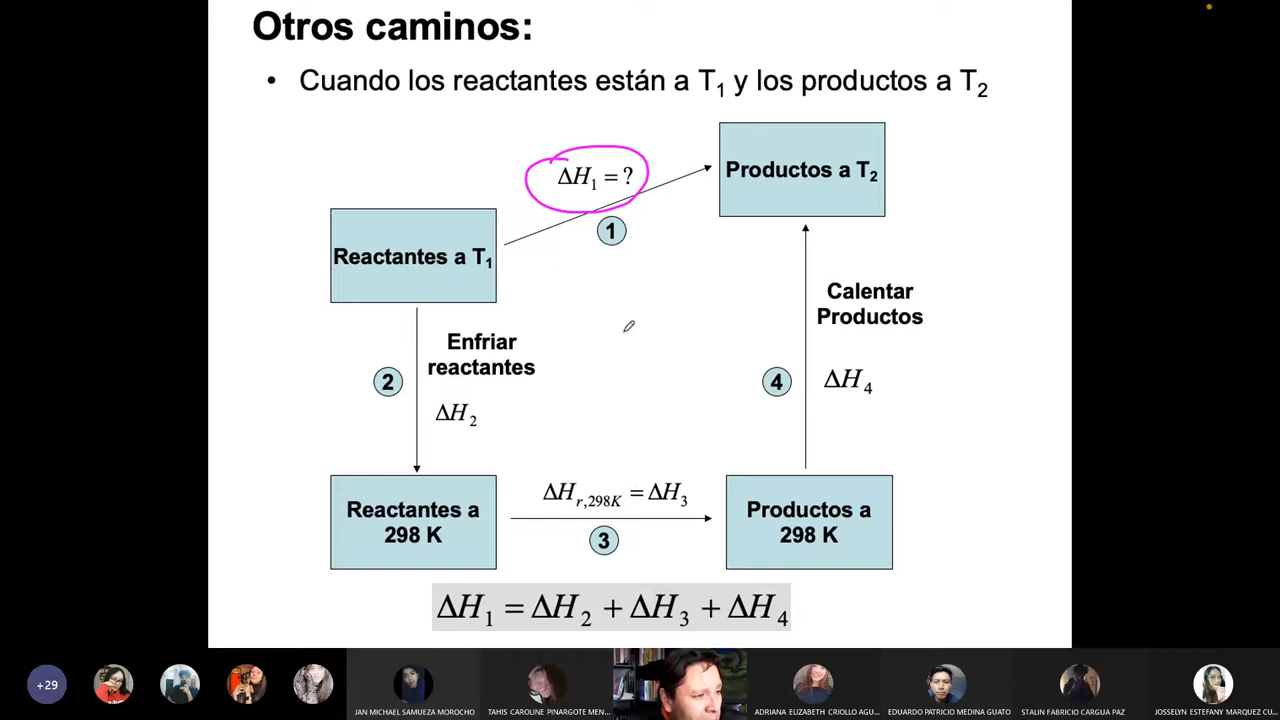 Otros caminos:
• Cuando los reactantes están a T₁ y los productos a T₂
ΔH₁ = ?
Productos a T₂
1
Reactantes a T₁
Calentar
Productos
Enfriar
reactantes
2
4
ΔH₄
ΔH₂
ΔHᵣ,₂₉₈K = ΔH₃
Reactantes a
298 K
Productos a
298 K
3
ΔH₁ = ΔH₂ + ΔH₃ + ΔH₄
+29
JAN MICHAEL SAMUEZA MOROCHO
TAHIS CAROLINE PINARGOTE MEN...
ADRIANA ELIZABETH CRIOLLO AGU...
EDUARDO PATRICIO MEDINA GUATO
STALIN FABRICIO CARGUA PAZ
JOSSELYN ESTEFANY MARQUEZ CU...